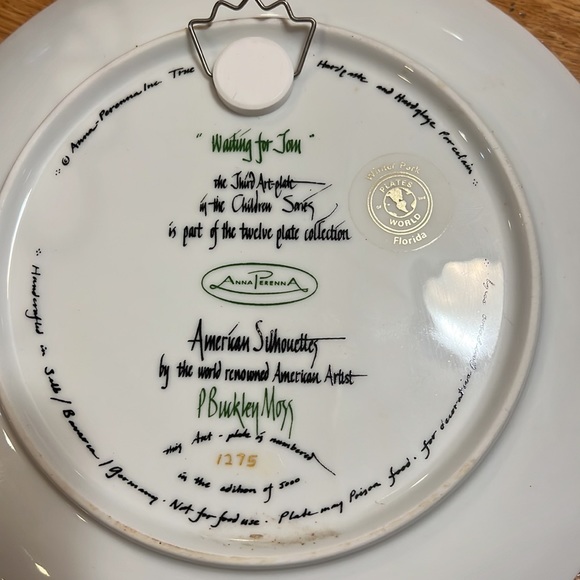 © Anna-Perenna Inc True Hardpaste and Hardglaze Porcelain
"Waiting for Tom"
the Third Art-plate
in the Children Series
is part of the twelve plate collection
Winter Park
PLATES
WORLD
Florida
ANNA PERENNA
American Silhouettes
by the world renowned American Artist
P Buckley Moss
this Art-plate is numbered
1275
in the edition of 5000
Handcrafted in Selb/Bavaria/Germany. Not for food use. Plate may Poison food. for decorative